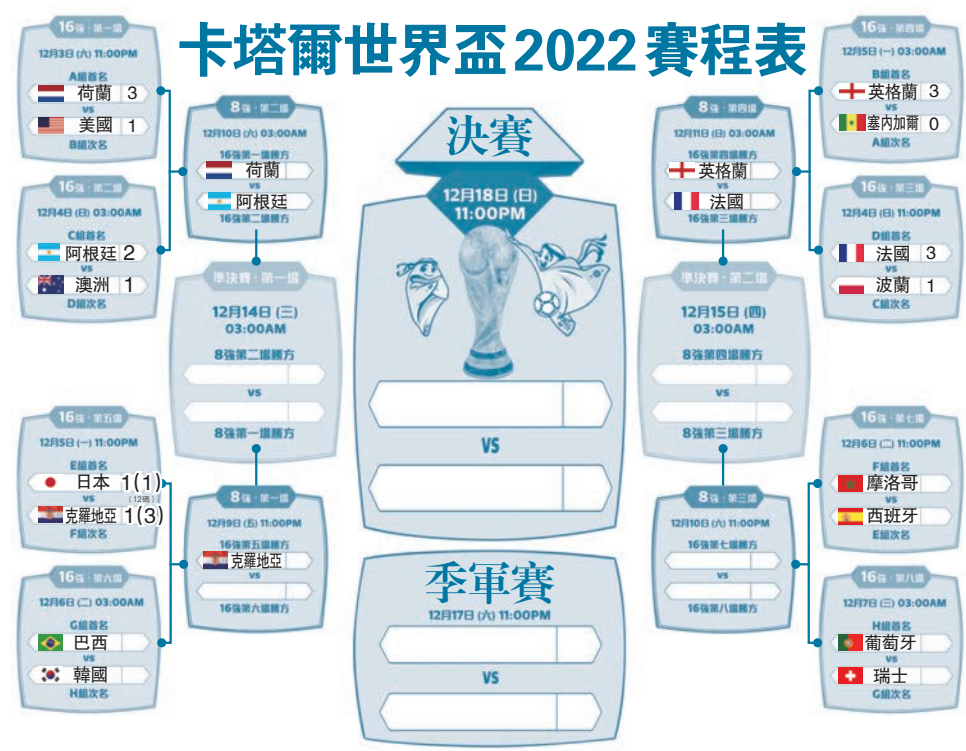 卡塔爾世界盃2022賽程表
16強·第一場
12月3日(六) 11:00PM
A組首名
荷蘭 3
vs
美國 1
B組次名
16強·第二場
12月4日(日) 03:00AM
C組首名
阿根廷 2
vs
澳洲 1
D組次名
8強·第二場
12月10日(六) 03:00AM
16強第一場勝方
荷蘭
vs
阿根廷
16強第二場勝方
準決賽·第一場
12月14日(三)
03:00AM
8強第二場勝方
vs
8強第一場勝方
16強·第五場
12月5日(一) 11:00PM
E組首名
日本 1(1)
vs (12碼)
克羅地亞 1(3)
F組次名
16強·第六場
12月6日(二) 03:00AM
G組首名
巴西
vs
韓國
H組次名
8強·第一場
12月9日(五) 11:00PM
16強第五場勝方
克羅地亞
vs
16強第六場勝方
決賽
12月18日(日)
11:00PM
VS
季軍賽
12月17日(六) 11:00PM
VS
8強·第四場
12月11日(日) 03:00AM
16強第四場勝方
英格蘭
vs
法國
16強第三場勝方
準決賽·第二場
12月15日(四)
03:00AM
8強第四場勝方
vs
8強第三場勝方
8強·第三場
12月10日(六) 11:00PM
16強第七場勝方
vs
16強第八場勝方
16強·第四場
12月5日(一) 03:00AM
B組首名
英格蘭 3
vs
塞內加爾 0
A組次名
16強·第三場
12月4日(日) 11:00PM
D組首名
法國 3
vs
波蘭 1
C組次名
16強·第七場
12月6日(二) 11:00PM
F組首名
摩洛哥
vs
西班牙
E組次名
16強·第八場
12月7日(三) 03:00AM
H組首名
葡萄牙
vs
瑞士
G組次名